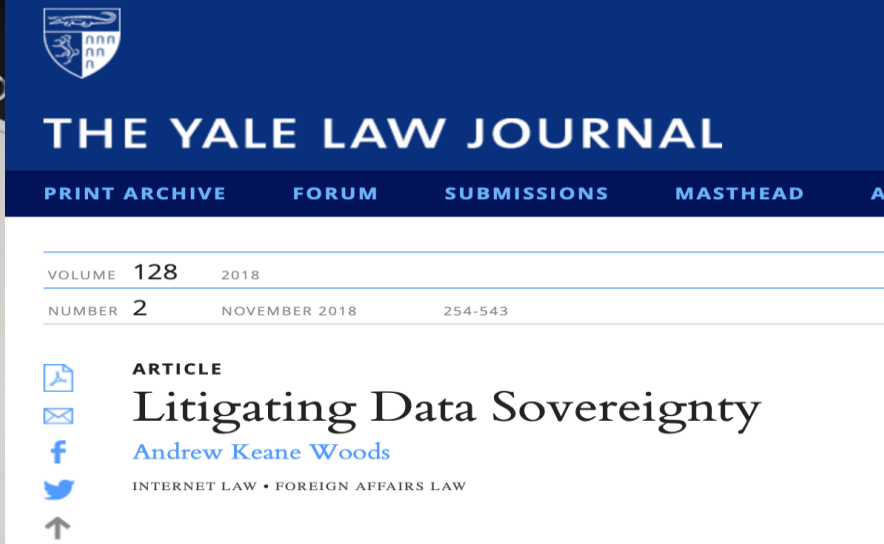 THE YALE LAW JOURNAL
PRINT ARCHIVE FORUM SUBMISSIONS MASTHEAD A
VOLUME 128 2018
NUMBER 2 NOVEMBER 2018 254-543
ARTICLE
Litigating Data Sovereignty
Andrew Keane Woods
INTERNET LAW • FOREIGN AFFAIRS LAW